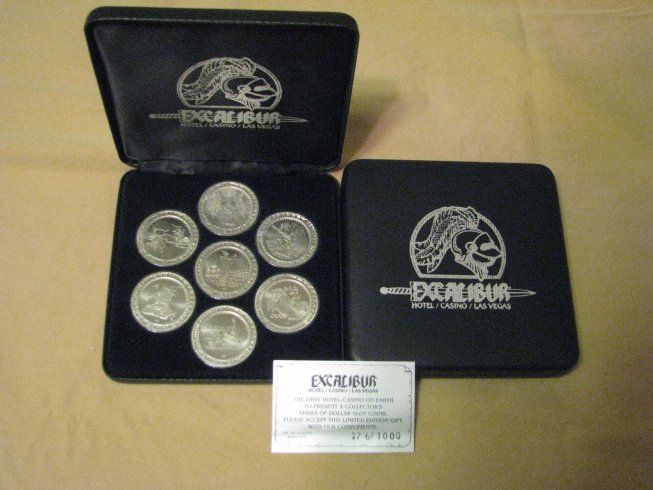 EXCALIBUR
HOTEL / CASINO / LAS VEGAS
EXCALIBUR
HOTEL / CASINO / LAS VEGAS
EXCALIBUR
HOTEL / CASINO / LAS VEGAS
THE FIRST HOTEL/CASINO ON EARTH
TO PRESENT A COLLECTOR'S
SERIES OF DOLLAR SLOT COINS.
PLEASE ACCEPT THIS LIMITED EDITION GIFT
WITH OUR COMPLIMENTS.
176/1000